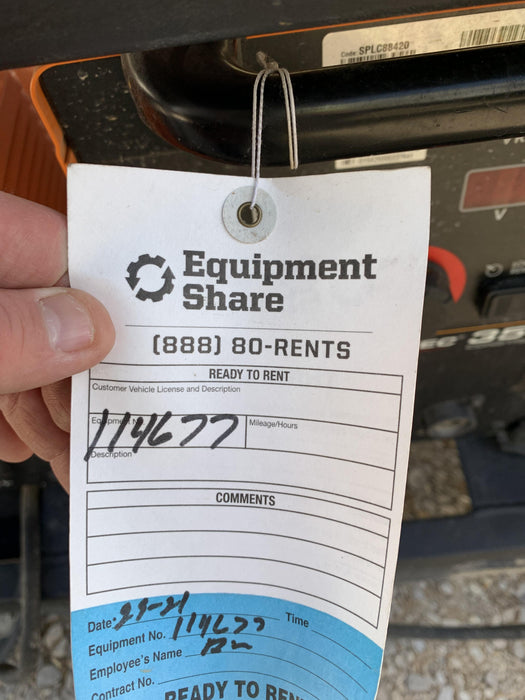 Code: SPLC88420
Equipment
Share
(888) 80-RENTS
READY TO RENT
Customer Vehicle License and Description
Equipment No.
114677
Mileage/Hours
Description
COMMENTS
Date:
Time
Equipment No. 114677
Employee's Name
Contract No.
READY TO RENT